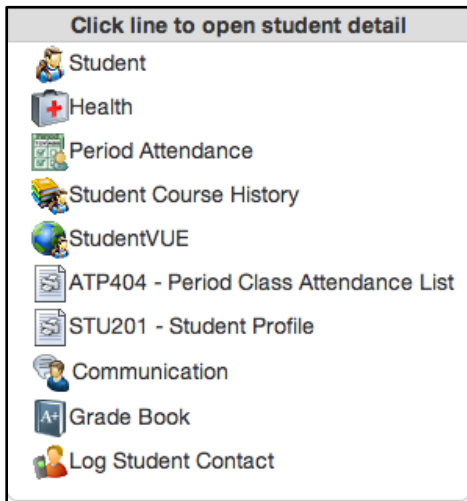 Click line to open student detail
Student
Health
Period Attendance
Student Course History
StudentVUE
ATP404 - Period Class Attendance List
STU201 - Student Profile
Communication
A+ Grade Book
Log Student Contact